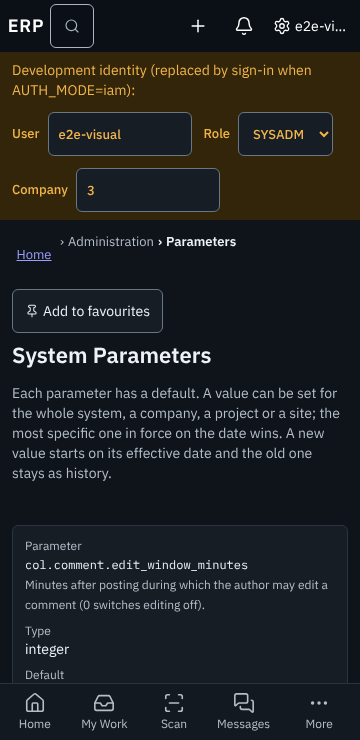 ERP
e2e-vi...
Development identity (replaced by sign-in when
AUTH_MODE=iam):
User e2e-visual Role SYSADM
Company 3
Home › Administration › Parameters
Add to favourites
System Parameters
Each parameter has a default. A value can be set for
the whole system, a company, a project or a site; the
most specific one in force on the date wins. A new
value starts on its effective date and the old one
stays as history.
Parameter
col.comment.edit_window_minutes
Minutes after posting during which the author may edit a
comment (0 switches editing off).
Type
integer
Default
Home My Work Scan Messages More